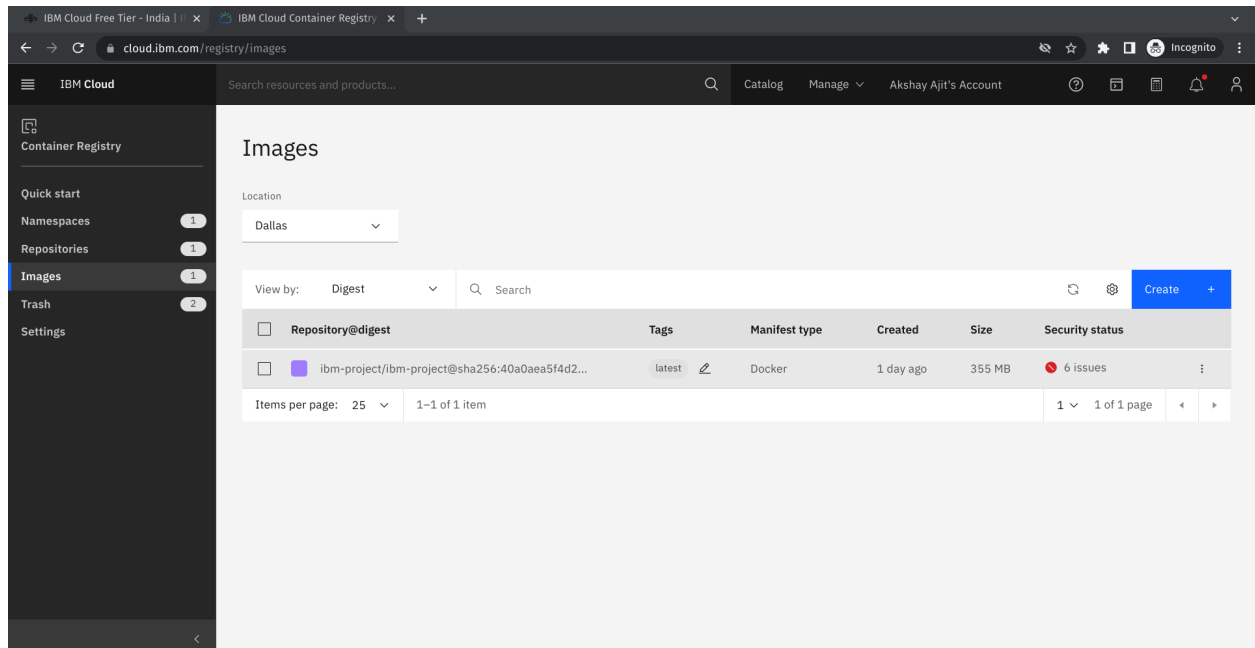 IBM Cloud Free Tier - India | I
IBM Cloud Container Registry
cloud.ibm.com/registry/images
Incognito
IBM Cloud
Search resources and products...
Catalog
Manage
Akshay Ajit's Account
Container Registry
Quick start
Namespaces 1
Repositories 1
Images 1
Trash 2
Settings
Images
Location
Dallas
View by: Digest
Search
Create +
Repository@digest Tags Manifest type Created Size Security status
ibm-project/ibm-project@sha256:40a0aea5f4d2... latest Docker 1 day ago 355 MB 6 issues
Items per page: 25 1–1 of 1 item 1 1 of 1 page